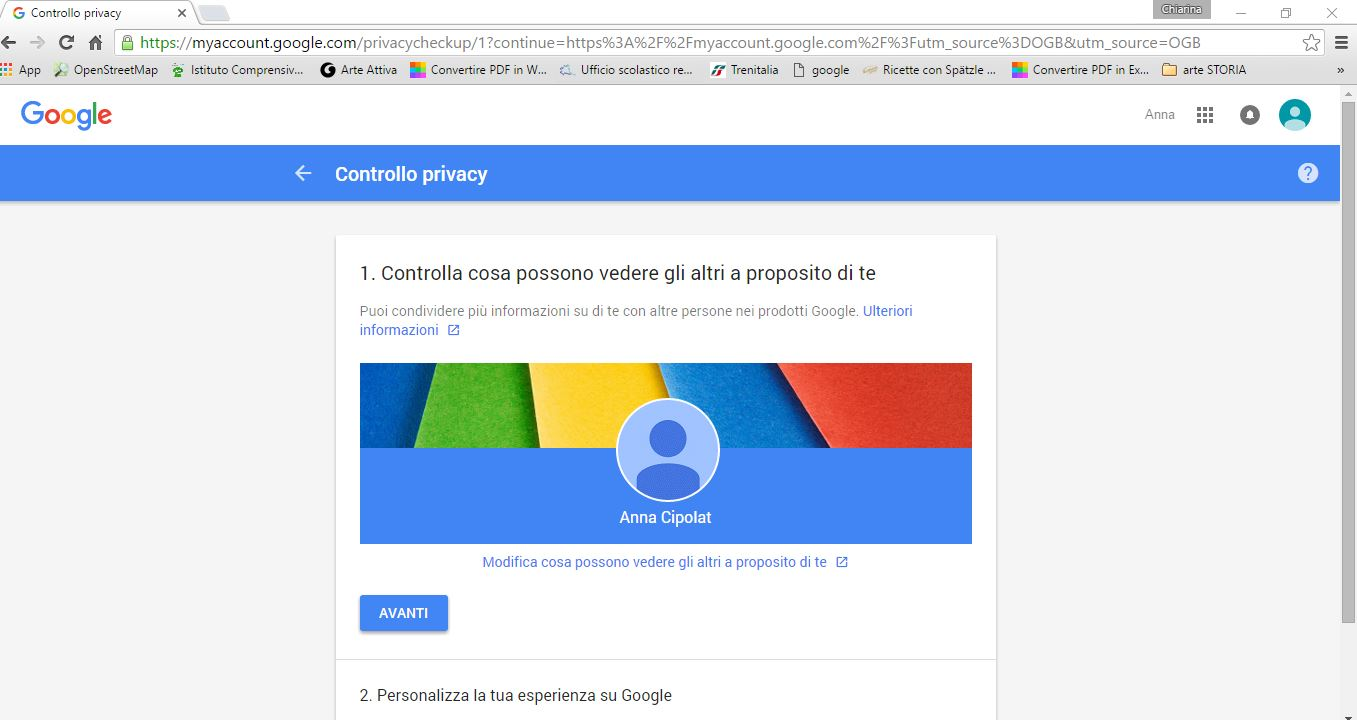 Controllo privacy
Chiarina
https://myaccount.google.com/privacycheckup/1?continue=https%3A%2F%2Fmyaccount.google.com%2F%3Futm_source%3DOGB&utm_source=OGB
App OpenStreetMap Istituto Comprensiv... Arte Attiva Convertire PDF in W... Ufficio scolastico re... Trenitalia google Ricette con Spätzle ... Convertire PDF in Ex... arte STORIA »
Google
Anna
Controllo privacy
?
1. Controlla cosa possono vedere gli altri a proposito di te
Puoi condividere più informazioni su di te con altre persone nei prodotti Google. Ulteriori
informazioni
Anna Cipolat
Modifica cosa possono vedere gli altri a proposito di te
AVANTI
2. Personalizza la tua esperienza su Google